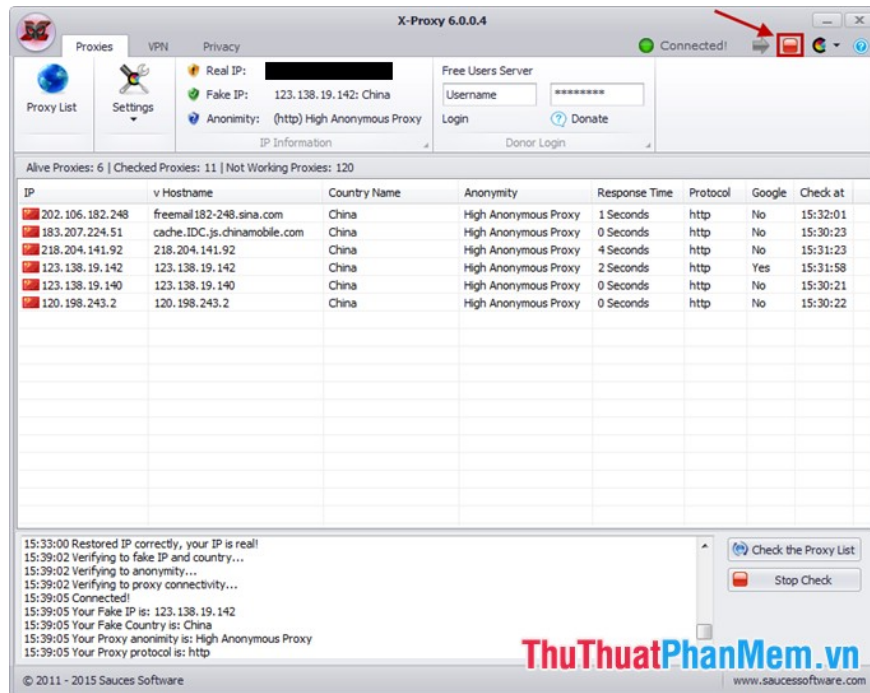 X-Proxy 6.0.0.4
Proxies VPN Privacy Connected!
Proxy List
Settings
Real IP:
Fake IP: 123.138.19.142: China
Anonimity: (http) High Anonymous Proxy
IP Information
Free Users Server
Username ********
Login Donate
Donor Login
Alive Proxies: 6 | Checked Proxies: 11 | Not Working Proxies: 120
IP v Hostname Country Name Anonymity Response Time Protocol Google Check at
202.106.182.248 freemail182-248.sina.com China High Anonymous Proxy 1 Seconds http No 15:32:01
183.207.224.51 cache.IDC.js.chinamobile.com China High Anonymous Proxy 0 Seconds http No 15:30:23
218.204.141.92 218.204.141.92 China High Anonymous Proxy 4 Seconds http No 15:31:23
123.138.19.142 123.138.19.142 China High Anonymous Proxy 2 Seconds http Yes 15:31:58
123.138.19.140 123.138.19.140 China High Anonymous Proxy 0 Seconds http No 15:30:21
120.198.243.2 120.198.243.2 China High Anonymous Proxy 0 Seconds http No 15:30:22
15:33:00 Restored IP correctly, your IP is real!
15:39:02 Verifying to fake IP and country...
15:39:02 Verifying to anonymity...
15:39:02 Verifying to proxy connectivity...
15:39:05 Connected!
15:39:05 Your Fake IP is: 123.138.19.142
15:39:05 Your Fake Country is: China
15:39:05 Your Proxy anonimity is: High Anonymous Proxy
15:39:05 Your Proxy protocol is: http
Check the Proxy List
Stop Check
ThuThuatPhanMem.vn
© 2011 - 2015 Sauces Software www.saucessoftware.com